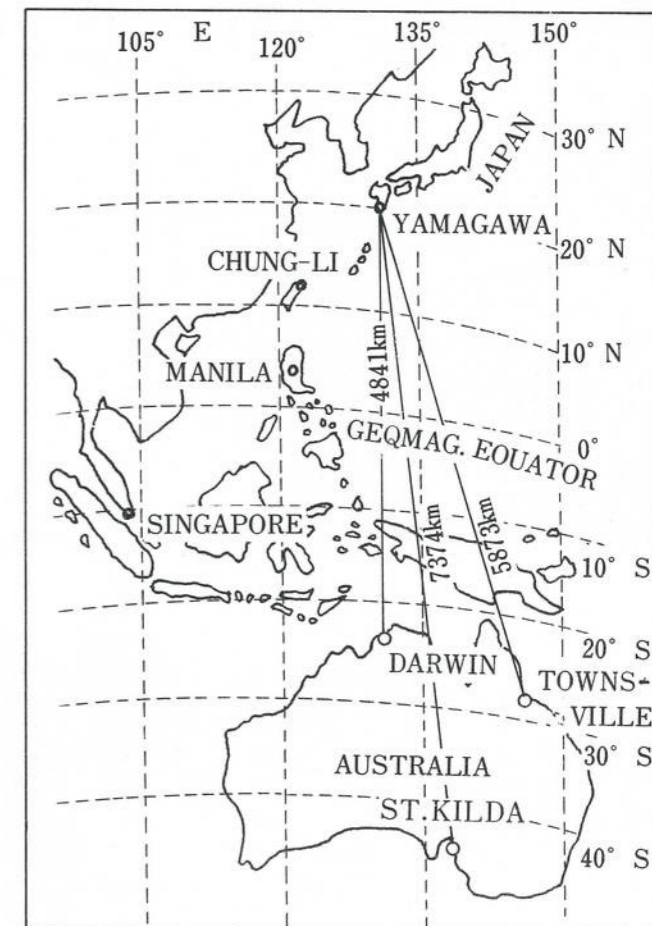 105° E 120° 135° 150°
30° N
JAPAN
YAMAGAWA
20° N
CHUNG-LI
10° N
MANILA
4841km
0°
GEQMAG. EOUATOR
SINGAPORE
7374km
5873km
10° S
20° S
DARWIN
TOWNS-
VILLE
30° S
AUSTRALIA
ST.KILDA
40° S